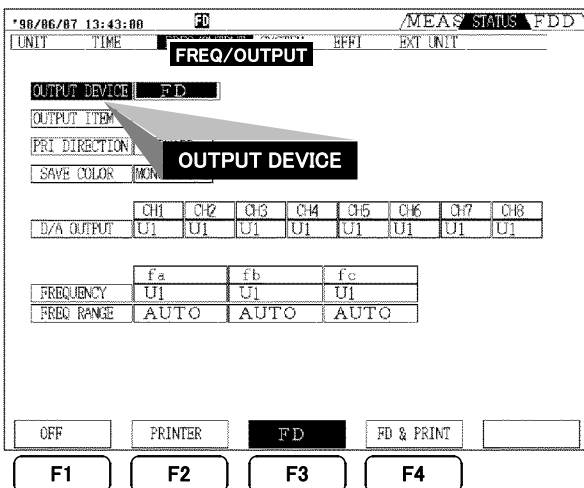 '98/06/07 13:43:00 FD /MEAS STATUS FDD
UNIT TIME EFFI EXT UNIT
FREQ/OUTPUT
OUTPUT DEVICE FD
OUTPUT ITEM
PRI DIRECTION
OUTPUT DEVICE
SAVE COLOR
CH1 CH2 CH3 CH4 CH5 CH6 CH7 CH8
D/A OUTPUT U1 U1 U1 U1 U1 U1 U1 U1
fa fb fc
FREQUENCY U1 U1 U1
FREQ RANGE AUTO AUTO AUTO
OFF PRINTER FD FD & PRINT
F1 F2 F3 F4